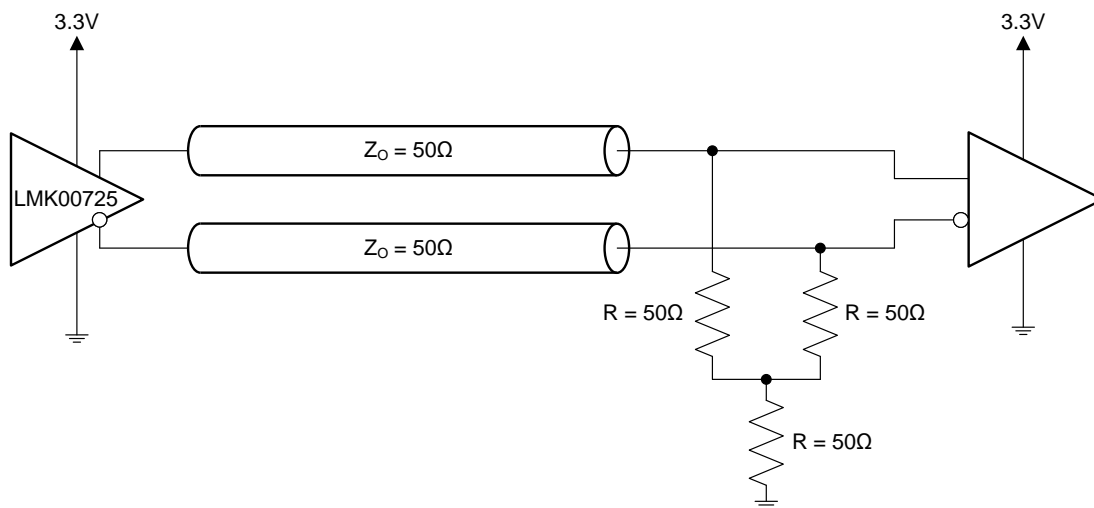 3.3V
3.3V
LMK00725
Z_O = 50Ω
Z_O = 50Ω
R = 50Ω
R = 50Ω
R = 50Ω